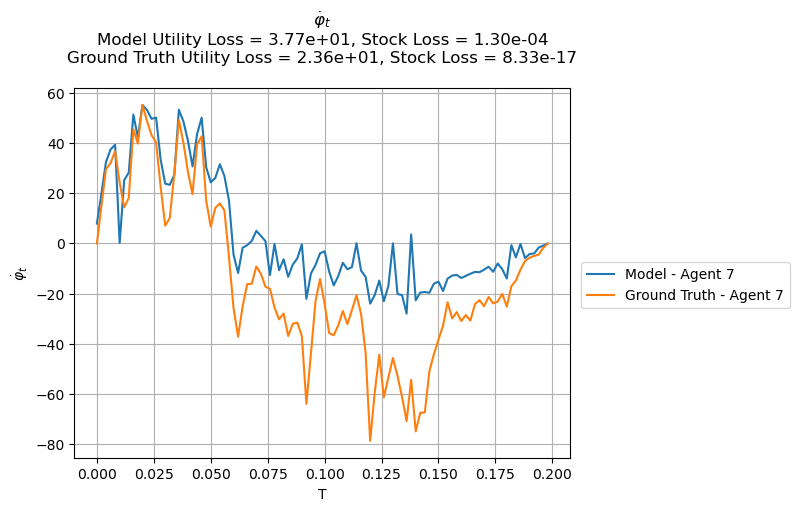 φ̇ₜ
Model Utility Loss = 3.77e+01, Stock Loss = 1.30e-04
Ground Truth Utility Loss = 2.36e+01, Stock Loss = 8.33e-17
60
40
20
0
−20
−40
−60
−80
φ̇ₜ
0.000
0.025
0.050
0.075
0.100
0.125
0.150
0.175
0.200
T
Model - Agent 7
Ground Truth - Agent 7